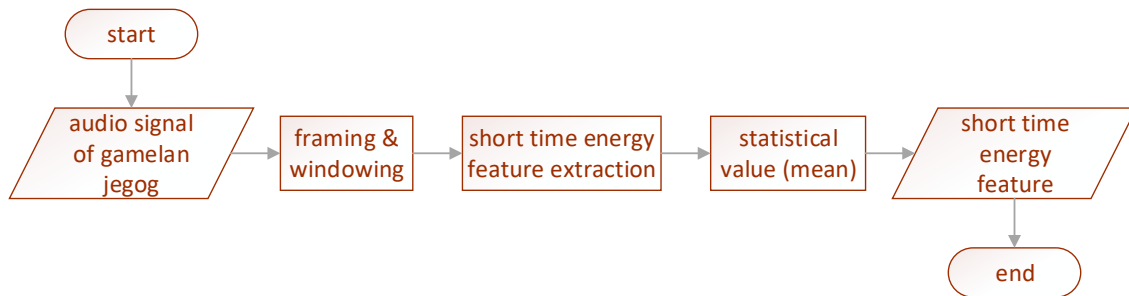 start
audio signal
of gamelan
jegog
framing &
windowing
short time energy
feature extraction
statistical
value (mean)
short time
energy
feature
end